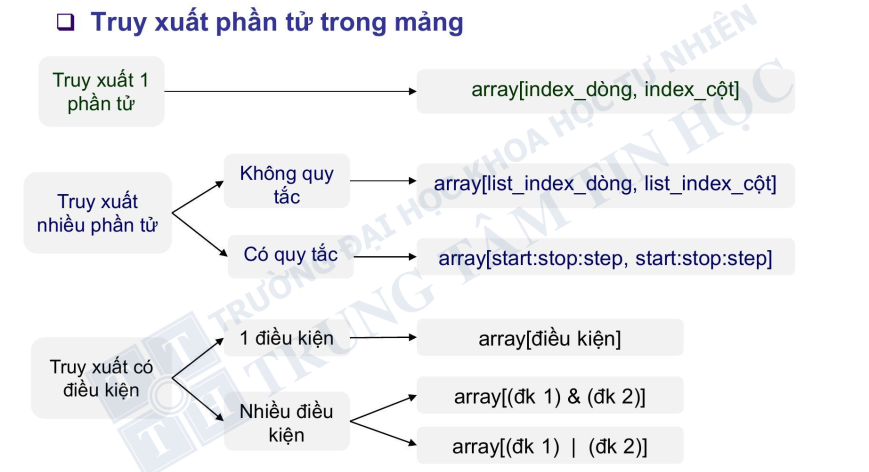 Truy xuất phần tử trong mảng
Truy xuất 1
phần tử
array[index_dòng, index_cột]
Truy xuất
nhiều phần tử
Không quy
tắc
array[list_index_dòng, list_index_cột]
Có quy tắc
array[start:stop:step, start:stop:step]
Truy xuất có
điều kiện
1 điều kiện
array[điều kiện]
Nhiều điều
kiện
array[(đk 1) & (đk 2)]
array[(đk 1) | (đk 2)]
TRƯỜNG ĐẠI HỌC KHOA HỌC TỰ NHIÊN
TRUNG TÂM TIN HỌC